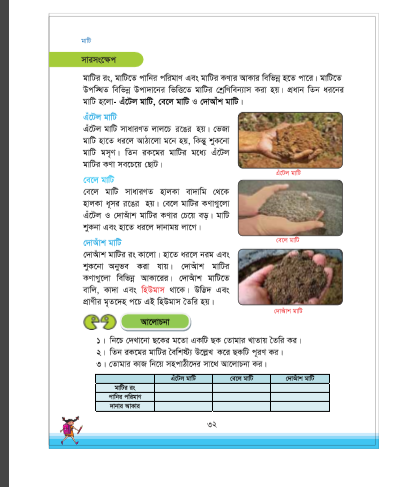 মাটি
সারসংক্ষেপ
মাটির রং, মাটিতে পানির পরিমাণ এবং মাটির কণার আকার বিভিন্ন হতে পারে। মাটিতে
উপস্থিত বিভিন্ন উপাদানের ভিত্তিতে মাটির শ্রেণিবিন্যাস করা হয়। প্রধান তিন ধরনের
মাটি হলো- এঁটেল মাটি, বেলে মাটি ও দোআঁশ মাটি।
এঁটেল মাটি
এঁটেল মাটি সাধারণত লালচে রঙের হয়। ভেজা
মাটি হাতে ধরলে আঠালো মনে হয়, কিন্তু শুকনো
মাটি মসৃণ। তিন রকমের মাটির মধ্যে এঁটেল
মাটির কণা সবচেয়ে ছোট।
এঁটেল মাটি
বেলে মাটি
বেলে মাটি সাধারণত হালকা বাদামি থেকে
হালকা ধূসর রঙের হয়। বেলে মাটির কণাগুলো
এঁটেল ও দোআঁশ মাটির কণার চেয়ে বড়। মাটি
শুকনা এবং হাতে ধরলে দানাময় লাগে।
বেলে মাটি
দোআঁশ মাটি
দোআঁশ মাটির রং কালো। হাতে ধরলে নরম এবং
শুকনো অনুভব করা যায়। দোআঁশ মাটির
কণাগুলো বিভিন্ন আকারের। দোআঁশ মাটিতে
বালি, কাদা এবং হিউমাস থাকে। উদ্ভিদ এবং
প্রাণীর মৃতদেহ পচে এই হিউমাস তৈরি হয়।
দোআঁশ মাটি
আলোচনা
১। নিচে দেখানো ছকের মতো একটি ছক তোমার খাতায় তৈরি কর।
২। তিন রকমের মাটির বৈশিষ্ট্য উল্লেখ করে ছকটি পূরণ কর।
৩। তোমার কাজ নিয়ে সহপাঠীদের সাথে আলোচনা কর।
এঁটেল মাটি বেলে মাটি দোআঁশ মাটি
মাটির রং
পানির পরিমাণ
দানার আকার
৩২